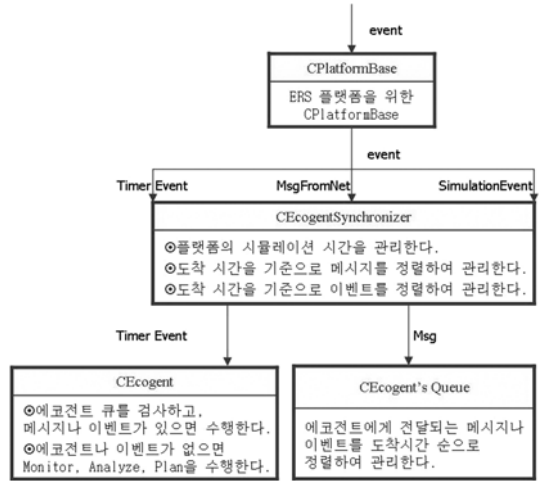 event
CPlatformBase
ERS 플랫폼을 위한
CPlatformBase
event
Timer Event
MsgFromNet
SimulationEvent
CEcogentSynchronizer
⊙플랫폼의 시뮬레이션 시간을 관리한다.
⊙도착 시간을 기준으로 메시지를 정렬하여 관리한다.
⊙도착 시간을 기준으로 이벤트를 정렬하여 관리한다.
Timer Event
Msg
CEcogent
⊙에코전트 큐를 검사하고,
메시지나 이벤트가 있으면 수행한다.
⊙에코전트나 이벤트가 없으면
Monitor, Analyze, Plan을 수행한다.
CEcogent's Queue
에코전트에게 전달되는 메시지나
이벤트를 도착시간 순으로
정렬하여 관리한다.